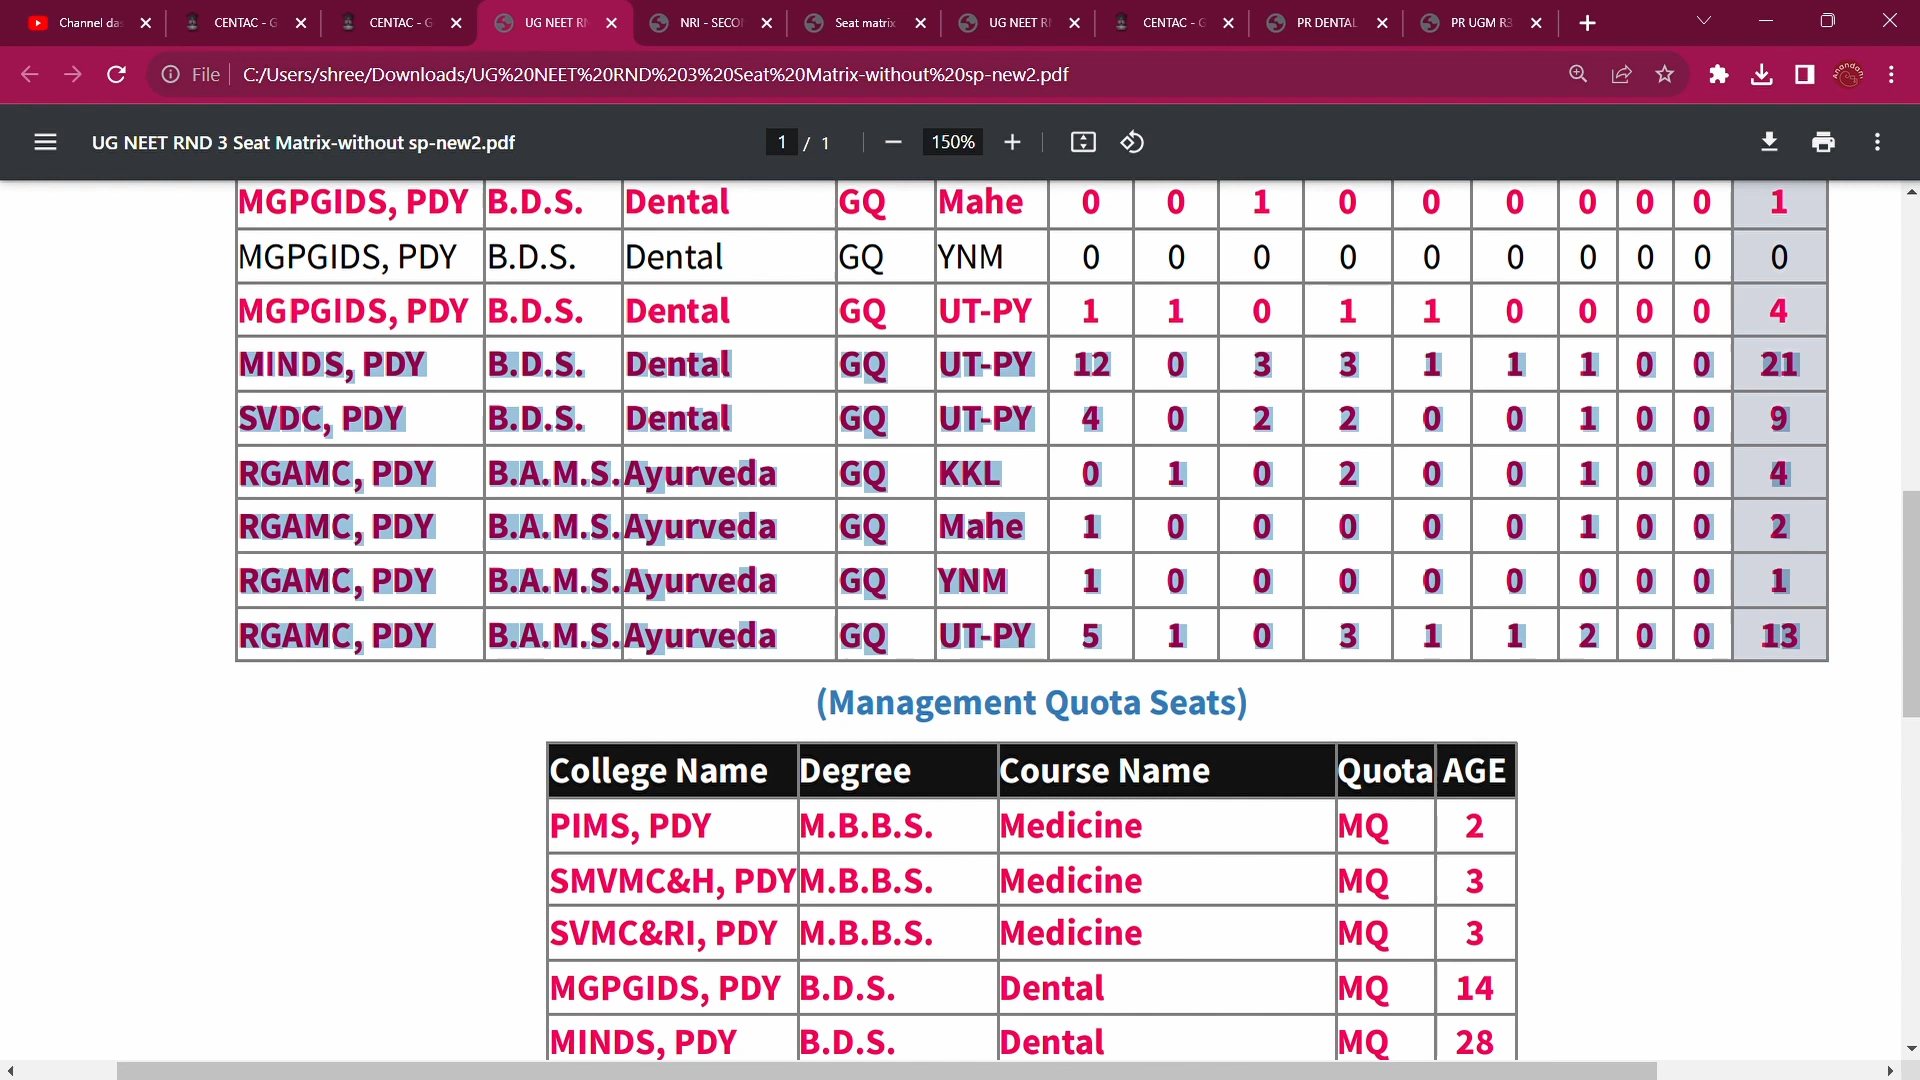 Channel da CENTAC - G CENTAC - G UG NEET R NRI - SECO Seat matrix UG NEET R CENTAC - G PR DENTAL PR UGM R3
File C:/Users/shree/Downloads/UG%20NEET%20RND%203%20Seat%20Matrix-without%20sp-new2.pdf
UG NEET RND 3 Seat Matrix-without sp-new2.pdf 1 / 1 150%
MGPGIDS, PDY B.D.S. Dental GQ Mahe 0 0 1 0 0 0 0 0 0 1
MGPGIDS, PDY B.D.S. Dental GQ YNM 0 0 0 0 0 0 0 0 0 0
MGPGIDS, PDY B.D.S. Dental GQ UT-PY 1 1 0 1 1 0 0 0 0 4
MINDS, PDY B.D.S. Dental GQ UT-PY 12 0 3 3 1 1 1 0 0 21
SVDC, PDY B.D.S. Dental GQ UT-PY 4 0 2 2 0 0 1 0 0 9
RGAMC, PDY B.A.M.S. Ayurveda GQ KKL 0 1 0 2 0 0 1 0 0 4
RGAMC, PDY B.A.M.S. Ayurveda GQ Mahe 1 0 0 0 0 0 1 0 0 2
RGAMC, PDY B.A.M.S. Ayurveda GQ YNM 1 0 0 0 0 0 0 0 0 1
RGAMC, PDY B.A.M.S. Ayurveda GQ UT-PY 5 1 0 3 1 1 2 0 0 13
(Management Quota Seats)
College Name Degree Course Name Quota AGE
PIMS, PDY M.B.B.S. Medicine MQ 2
SMVMC&H, PDY M.B.B.S. Medicine MQ 3
SVMC&RI, PDY M.B.B.S. Medicine MQ 3
MGPGIDS, PDY B.D.S. Dental MQ 14
MINDS, PDY B.D.S. Dental MQ 28